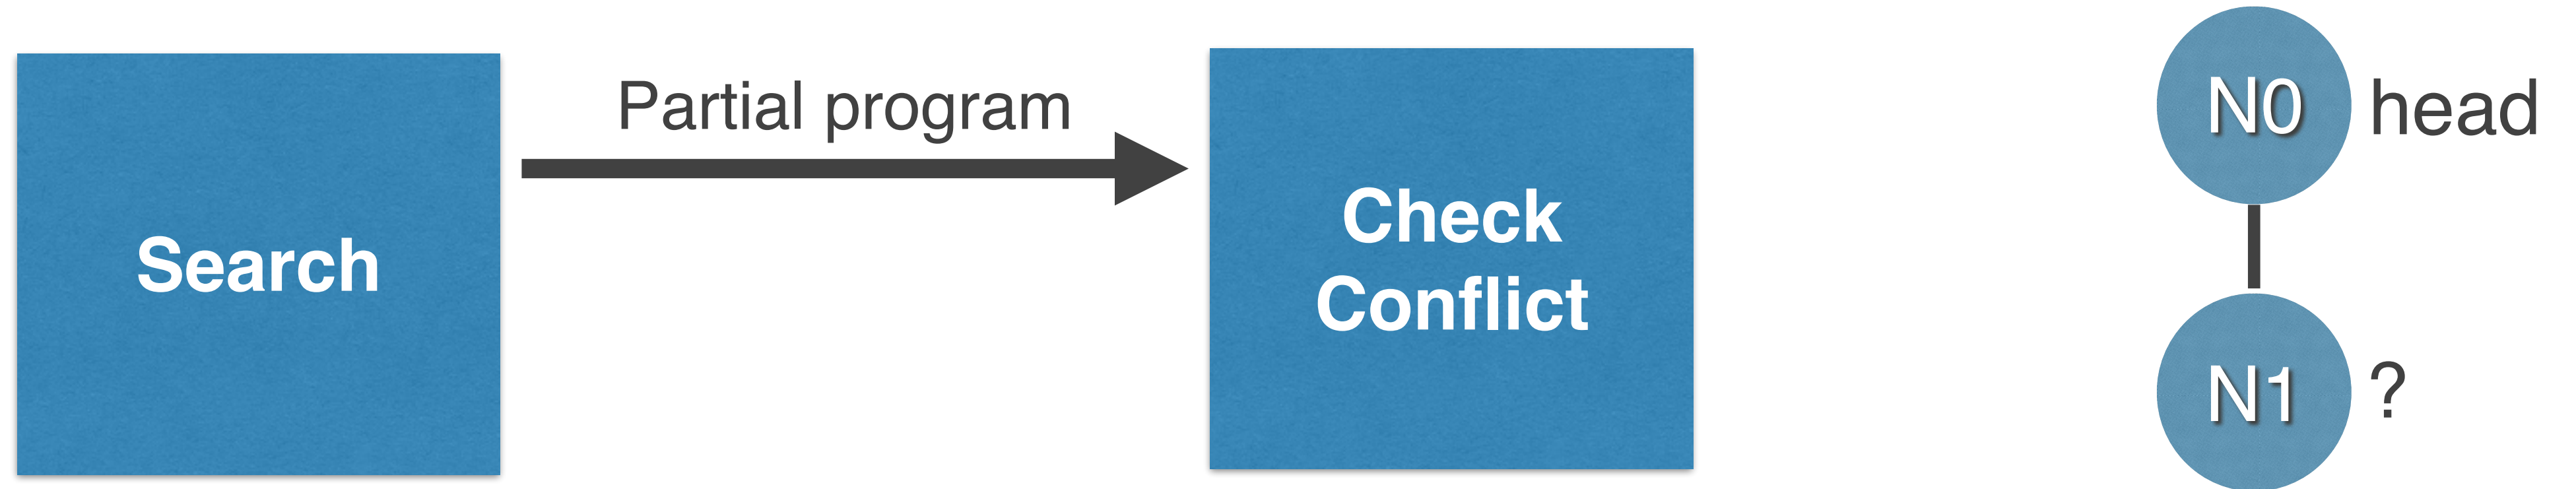 Search
Partial program
Check
Conflict
N0 head
N1 ?